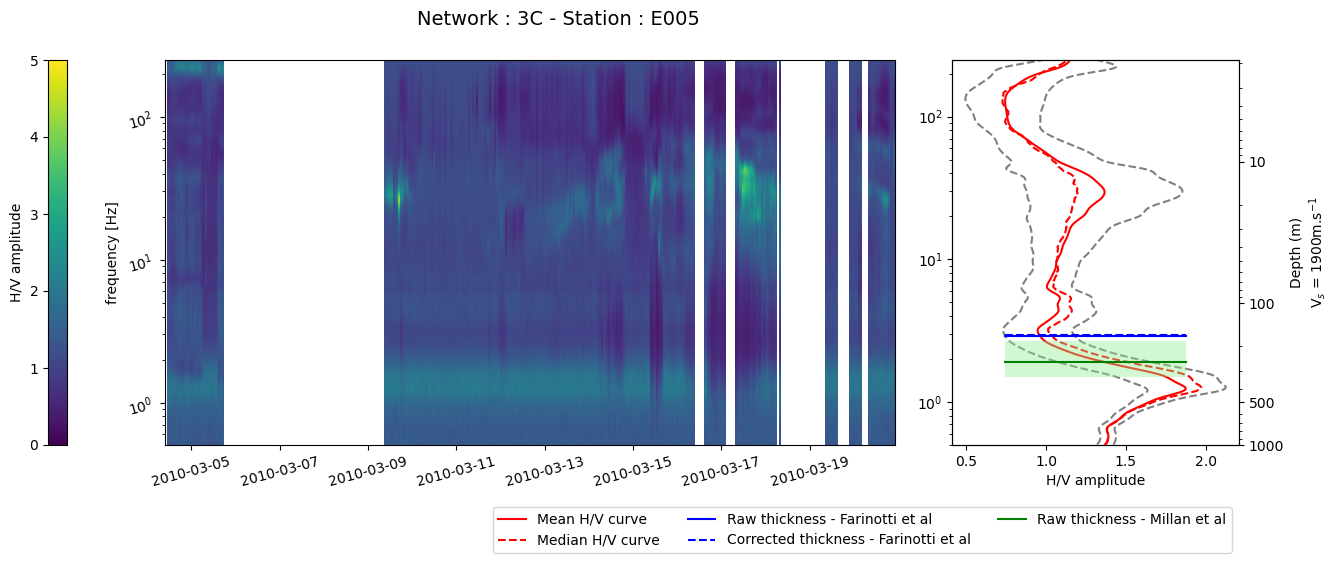 Network : 3C - Station : E005
5
4
3
2
1
0
H/V amplitude
frequency [Hz]
10²
10¹
10⁰
2010-03-05
2010-03-07
2010-03-09
2010-03-11
2010-03-13
2010-03-15
2010-03-17
2010-03-19
10²
10¹
10⁰
0.5
1.0
1.5
2.0
H/V amplitude
10
100
500
1000
Depth (m)
Vₛ = 1900m.s⁻¹
Mean H/V curve
Median H/V curve
Raw thickness - Farinotti et al
Corrected thickness - Farinotti et al
Raw thickness - Millan et al